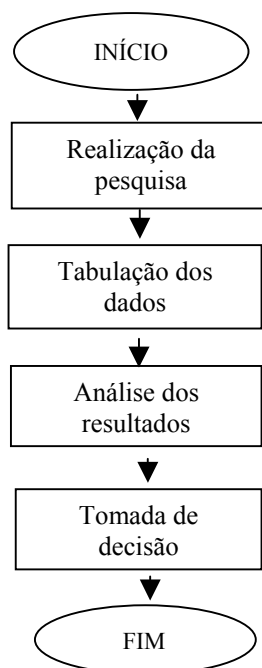 INÍCIO
Realização da
pesquisa
Tabulação dos
dados
Análise dos
resultados
Tomada de
decisão
FIM